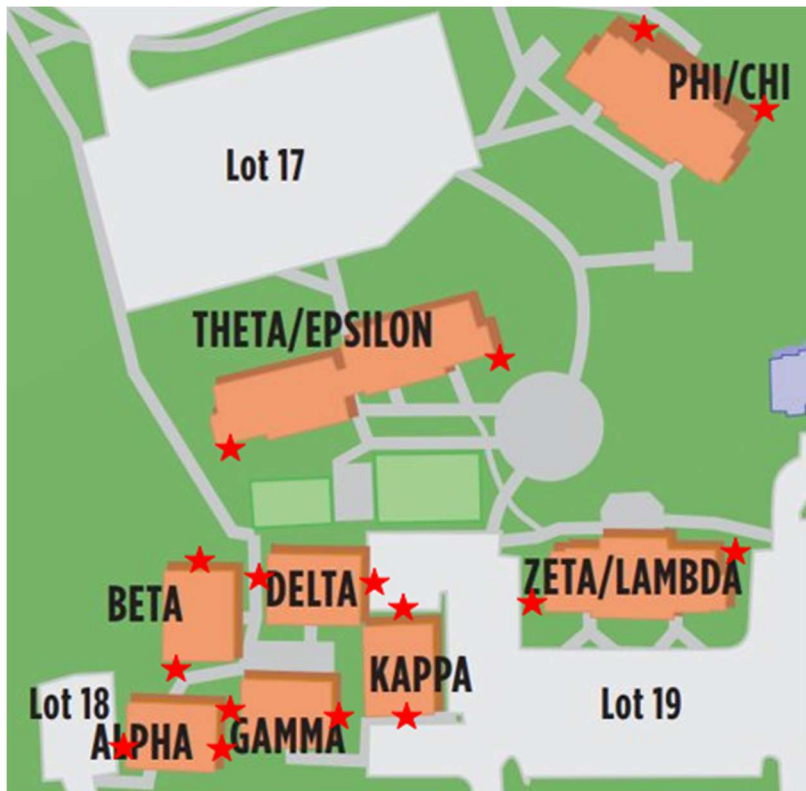 PHI/CHI
Lot 17
THETA/EPSILON
ZETA/LAMBDA
DELTA
BETA
KAPPA
Lot 18
Lot 19
ALPHA
GAMMA